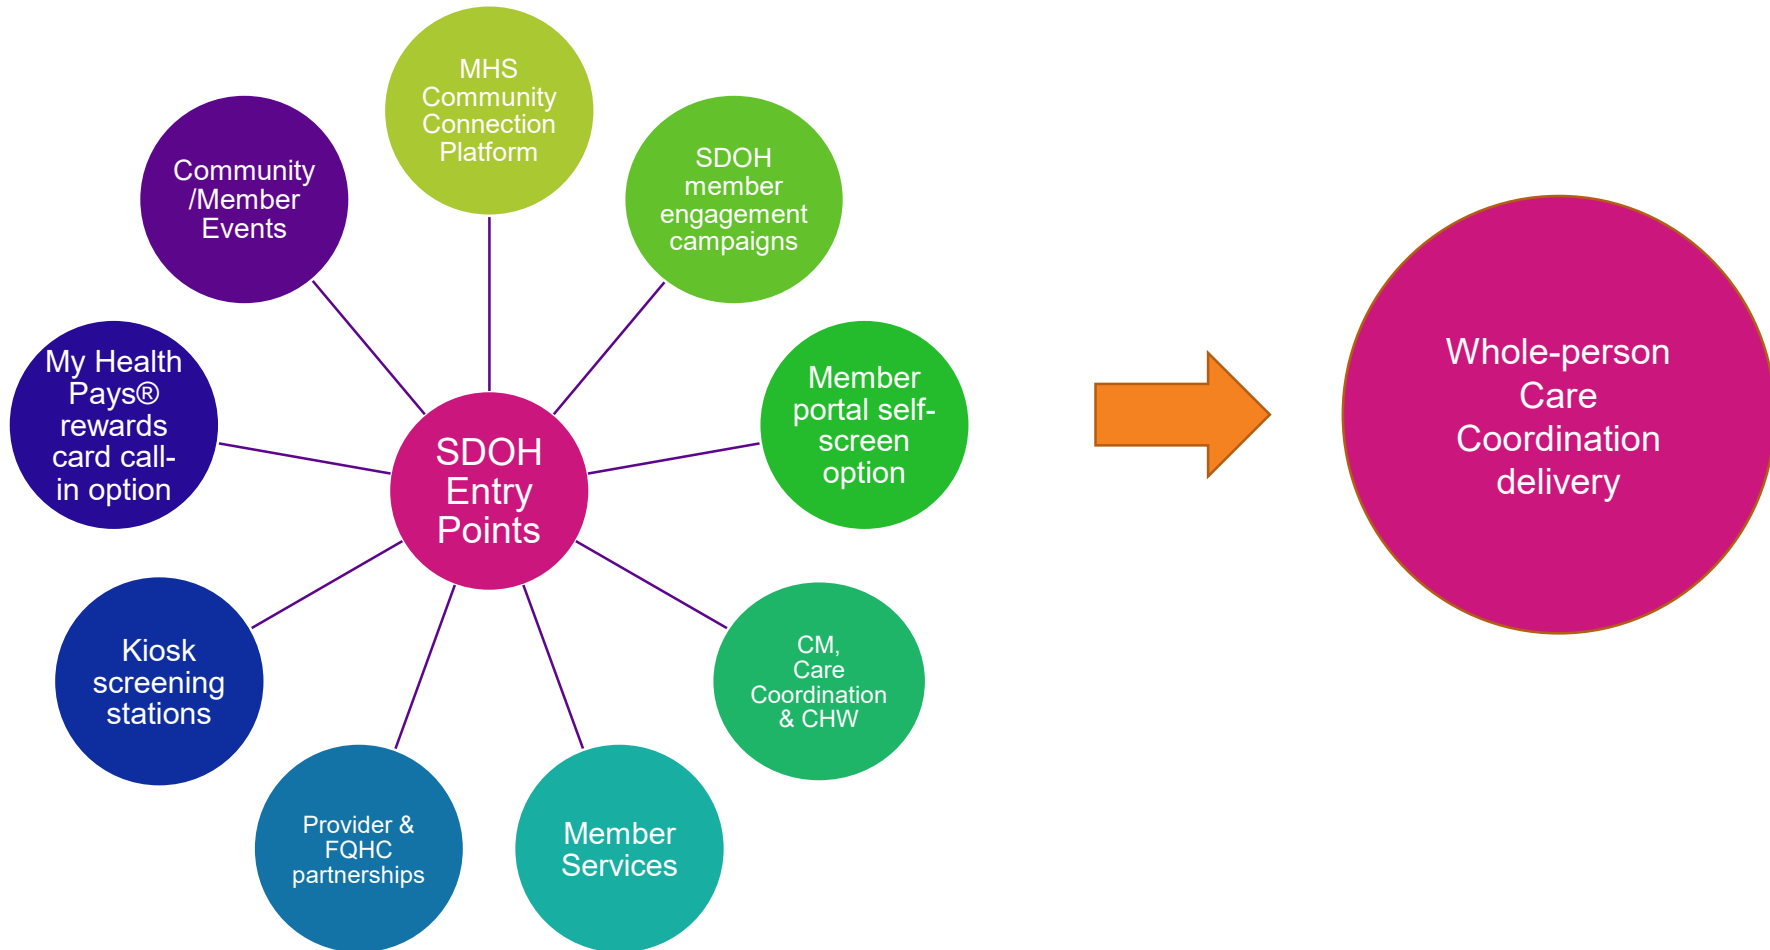 MHS
Community
Connection
Platform
SDOH
member
engagement
campaigns
Member
portal self-
screen
option
CM,
Care
Coordination
& CHW
Member
Services
Provider &
FQHC
partnerships
Kiosk
screening
stations
My Health
Pays®
rewards
card call-
in option
Community
/Member
Events
SDOH
Entry
Points
Whole-person
Care
Coordination
delivery